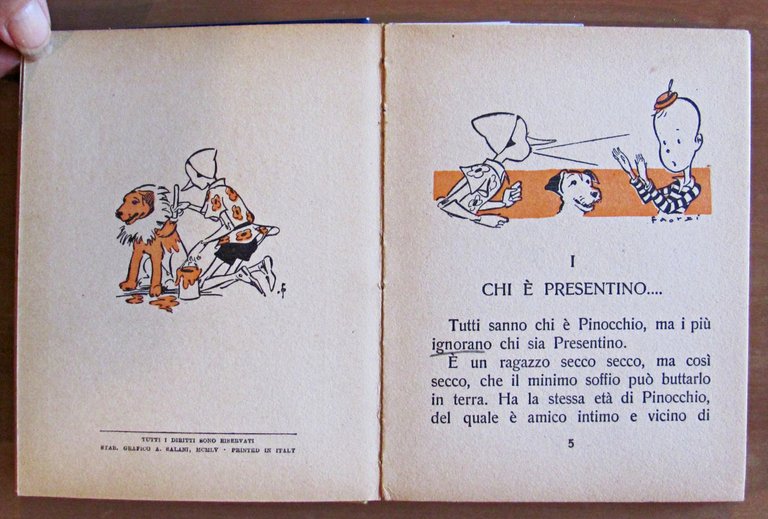 TUTTI I DIRITTI SONO RISERVATI
STAB. GRAFICO A. SALANI, MCMLV - PRINTED IN ITALY
faorzi
I
CHI È PRESENTINO....
Tutti sanno chi è Pinocchio, ma i più
ignorano chi sia Presentino.
È un ragazzo secco secco, ma così
secco, che il minimo soffio può buttarlo
in terra. Ha la stessa età di Pinocchio,
del quale è amico intimo e vicino di
5